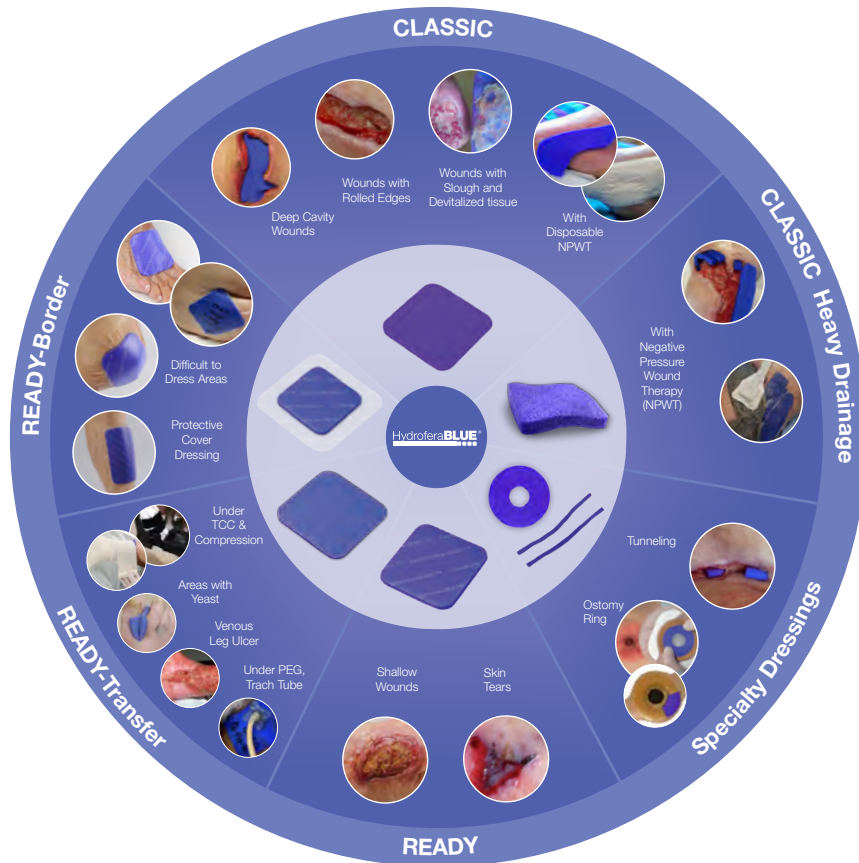 CLASSIC
Wounds with
Rolled Edges
Wounds with
Slough and
Devitalized tissue
Deep Cavity
Wounds
With
Disposable
NPWT
CLASSIC Heavy Drainage
With
Negative
Pressure
Wound
Therapy
(NPWT)
READY-Border
Difficult to
Dress Areas
Protective
Cover
Dressing
HydroferaBLUE®
Under
TCC &
Compression
Areas with
Yeast
Venous
Leg Ulcer
Under PEG,
Trach Tube
READY-Transfer
Tunneling
Ostomy
Ring
Specialty Dressings
Shallow
Wounds
Skin
Tears
READY